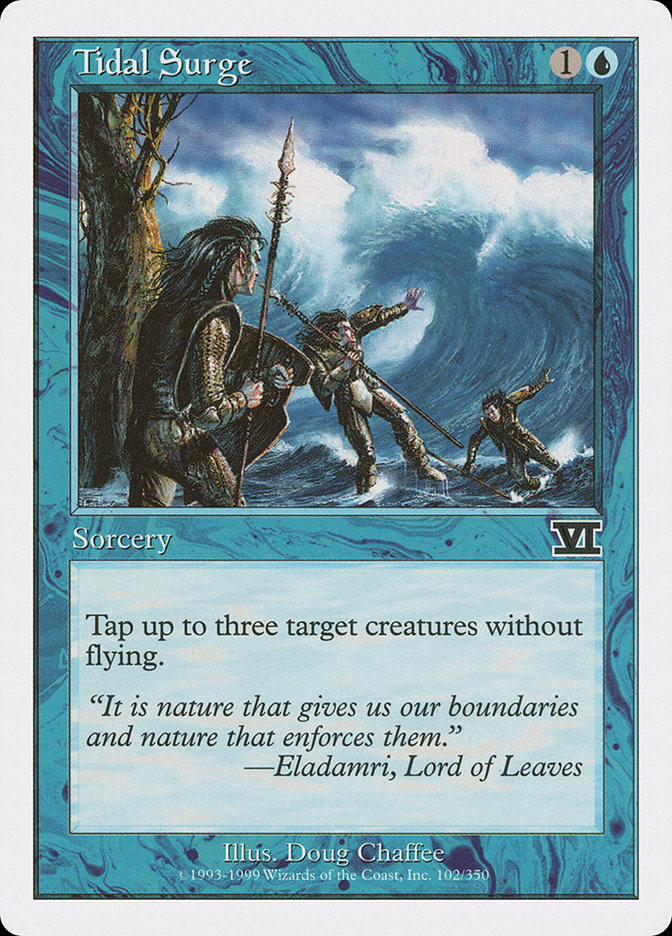 Tidal Surge 1
Sorcery VI
Tap up to three target creatures without
flying.
“It is nature that gives us our boundaries
and nature that enforces them.”
—Eladamri, Lord of Leaves
Illus. Doug Chaffee
©1993-1999 Wizards of the Coast, Inc. 102/350